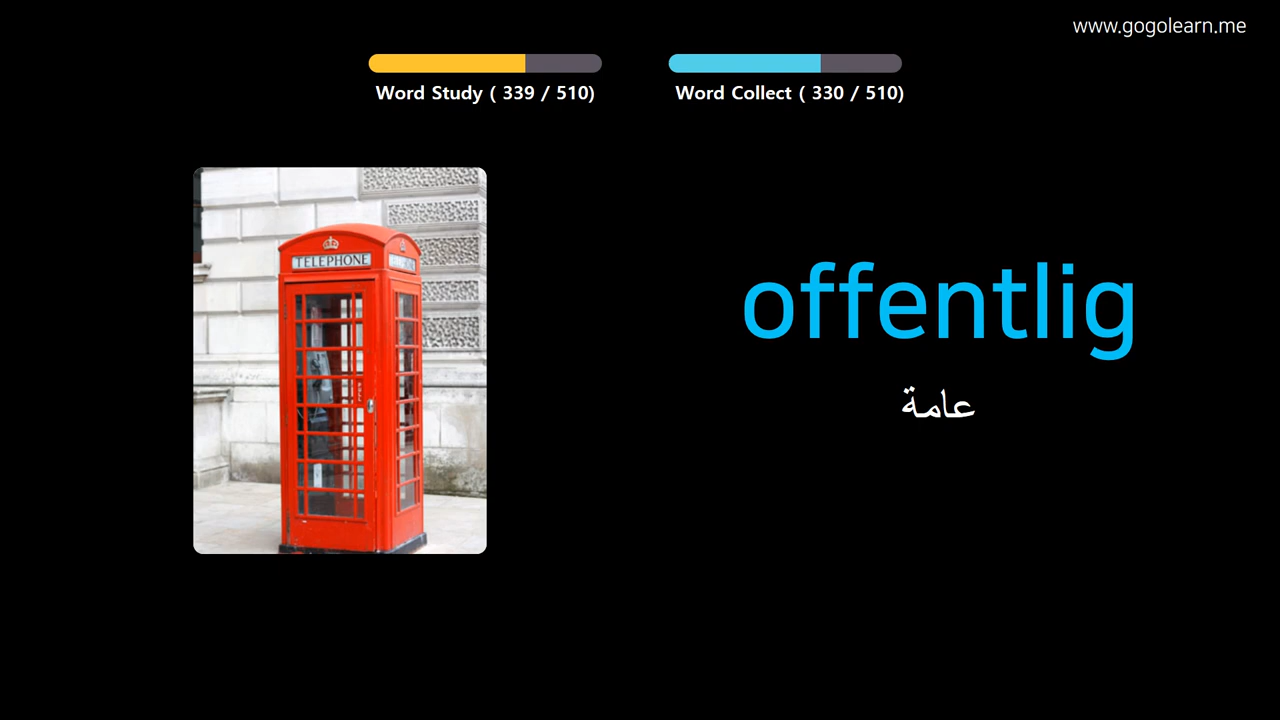 www.gogolearn.me
Word Study ( 339 / 510)
Word Collect ( 330 / 510)
TELEPHONE
offentlig
عامة